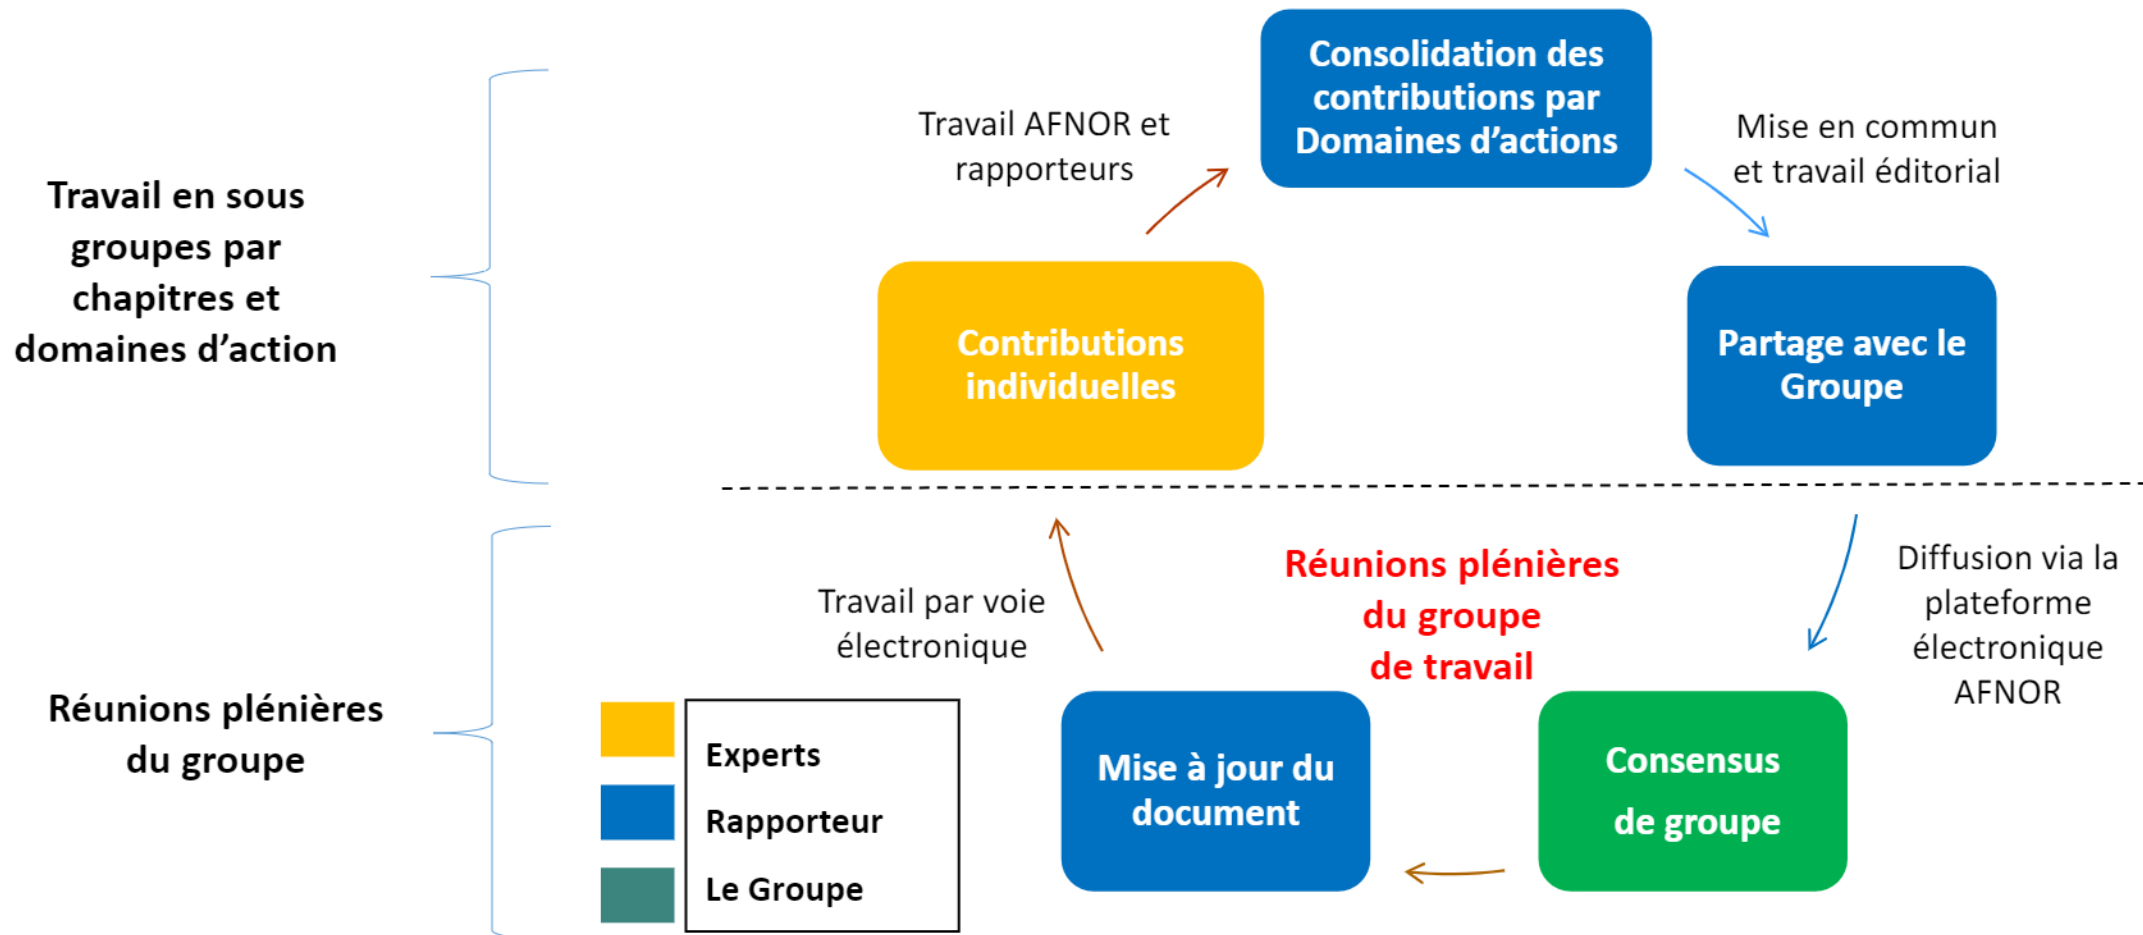 Consolidation des
contributions par
Domaines d’actions
Travail AFNOR et
rapporteurs
Mise en commun
et travail éditorial
Travail en sous
groupes par
chapitres et
domaines d’action
Contributions
individuelles
Partage avec le
Groupe
Réunions plénières
du groupe
de travail
Diffusion via la
plateforme
électronique
AFNOR
Travail par voie
électronique
Réunions plénières
du groupe
Experts
Rapporteur
Le Groupe
Mise à jour du
document
Consensus
de groupe